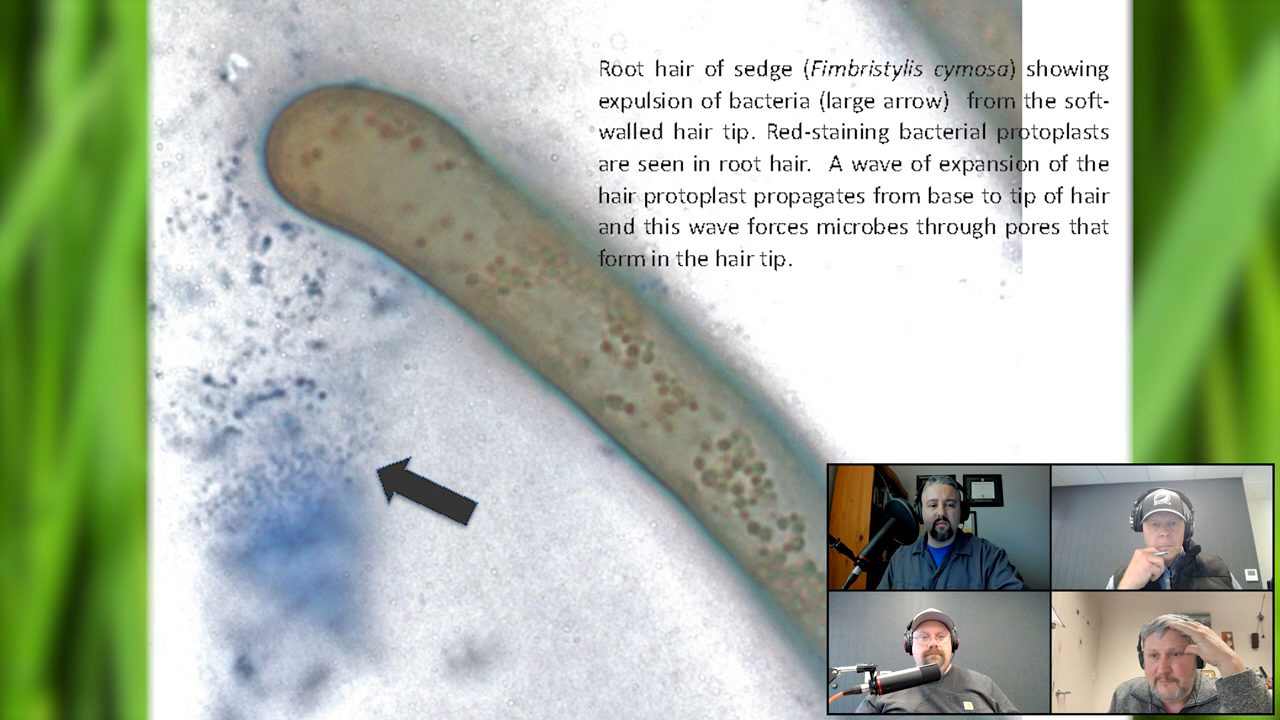 Root hair of sedge (Fimbristylis cymosa) showing
expulsion of bacteria (large arrow) from the soft-
walled hair tip. Red-staining bacterial protoplasts
are seen in root hair. A wave of expansion of the
hair protoplast propagates from base to tip of hair
and this wave forces microbes through pores that
form in the hair tip.